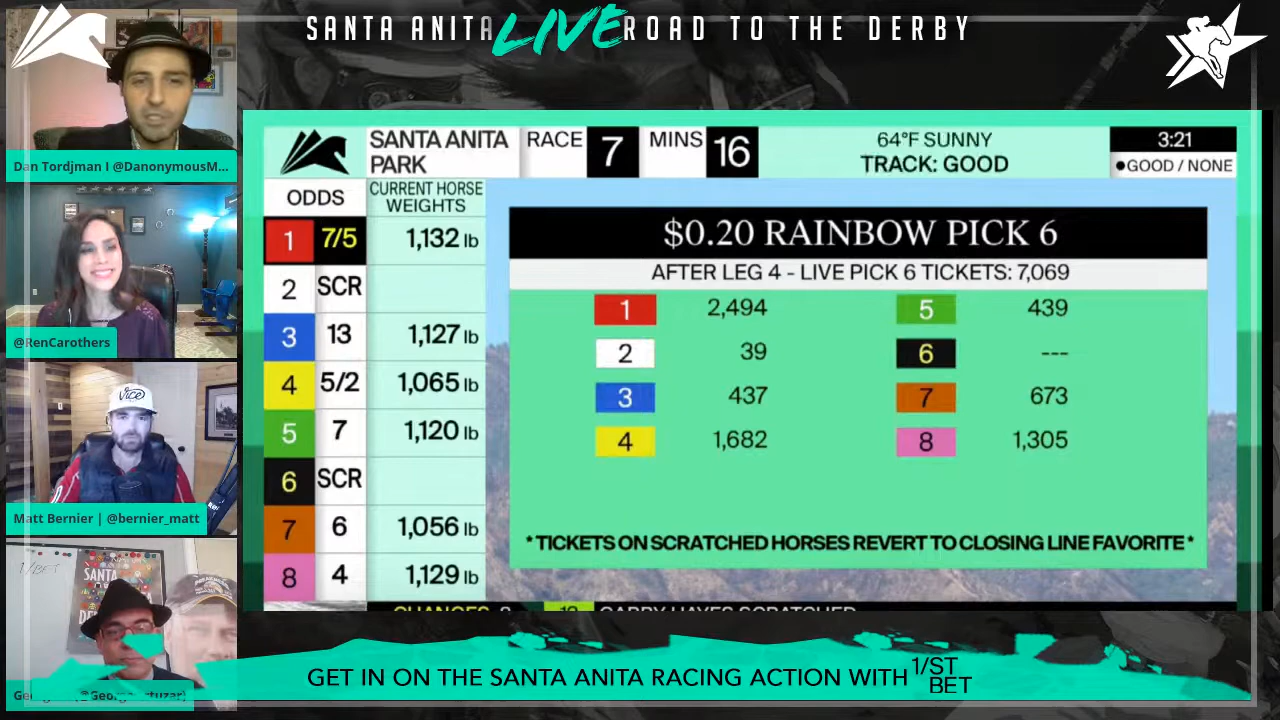 SANTA ANITA LIVE ROAD TO THE DERBY
Dan Tordjman I @DanonymousM...
@RenCarothers
Vice
Matt Bernier | @bernier_matt
1/BET
SANTA
SANTA ANITA PARK
RACE 7
MINS 16
64°F SUNNY
TRACK: GOOD
3:21
●GOOD / NONE
ODDS
CURRENT HORSE WEIGHTS
1 7/5 1,132 lb
2 SCR
3 13 1,127 lb
4 5/2 1,065 lb
5 7 1,120 lb
6 SCR
7 6 1,056 lb
8 4 1,129 lb
$0.20 RAINBOW PICK 6
AFTER LEG 4 - LIVE PICK 6 TICKETS: 7,069
1 2,494 5 439
2 39 6 ---
3 437 7 673
4 1,682 8 1,305
* TICKETS ON SCRATCHED HORSES REVERT TO CLOSING LINE FAVORITE *
GET IN ON THE SANTA ANITA RACING ACTION WITH 1/ST BET